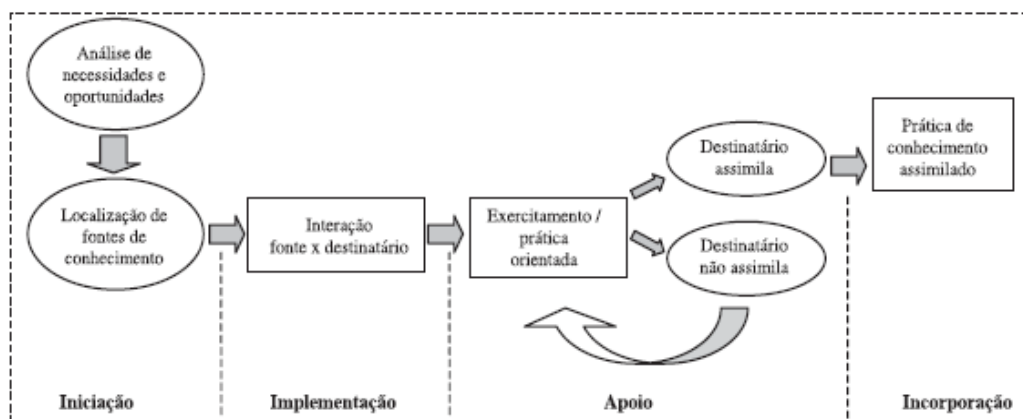 Análise de
necessidades e
oportunidades
Localização de
fontes de
conhecimento
Interação
fonte x destinatário
Exercitamento /
prática
orientada
Destinatário
assimila
Destinatário
não assimila
Prática de
conhecimento
assimilado
Iniciação
Implementação
Apoio
Incorporação